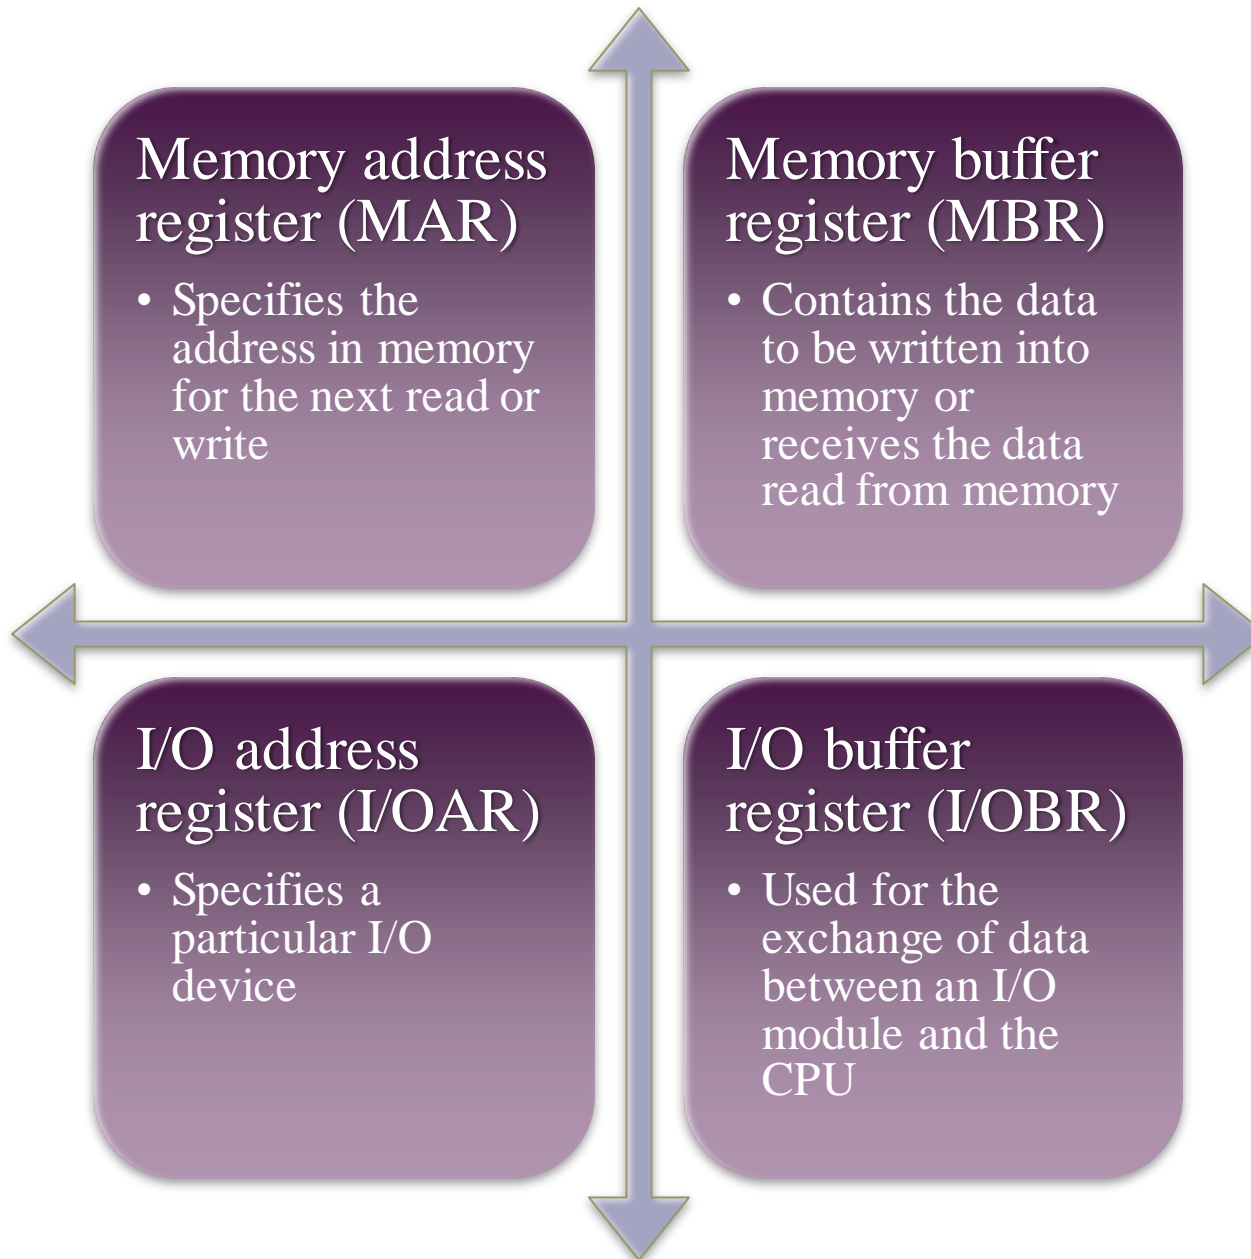 Memory address
register (MAR)
• Specifies the
address in memory
for the next read or
write
Memory buffer
register (MBR)
• Contains the data
to be written into
memory or
receives the data
read from memory
I/O address
register (I/OAR)
• Specifies a
particular I/O
device
I/O buffer
register (I/OBR)
• Used for the
exchange of data
between an I/O
module and the
CPU